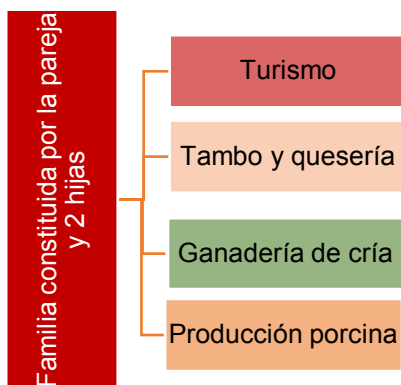 Familia constituida por la pareja
y 2 hijas
Turismo
Tambo y quesería
Ganadería de cría
Producción porcina